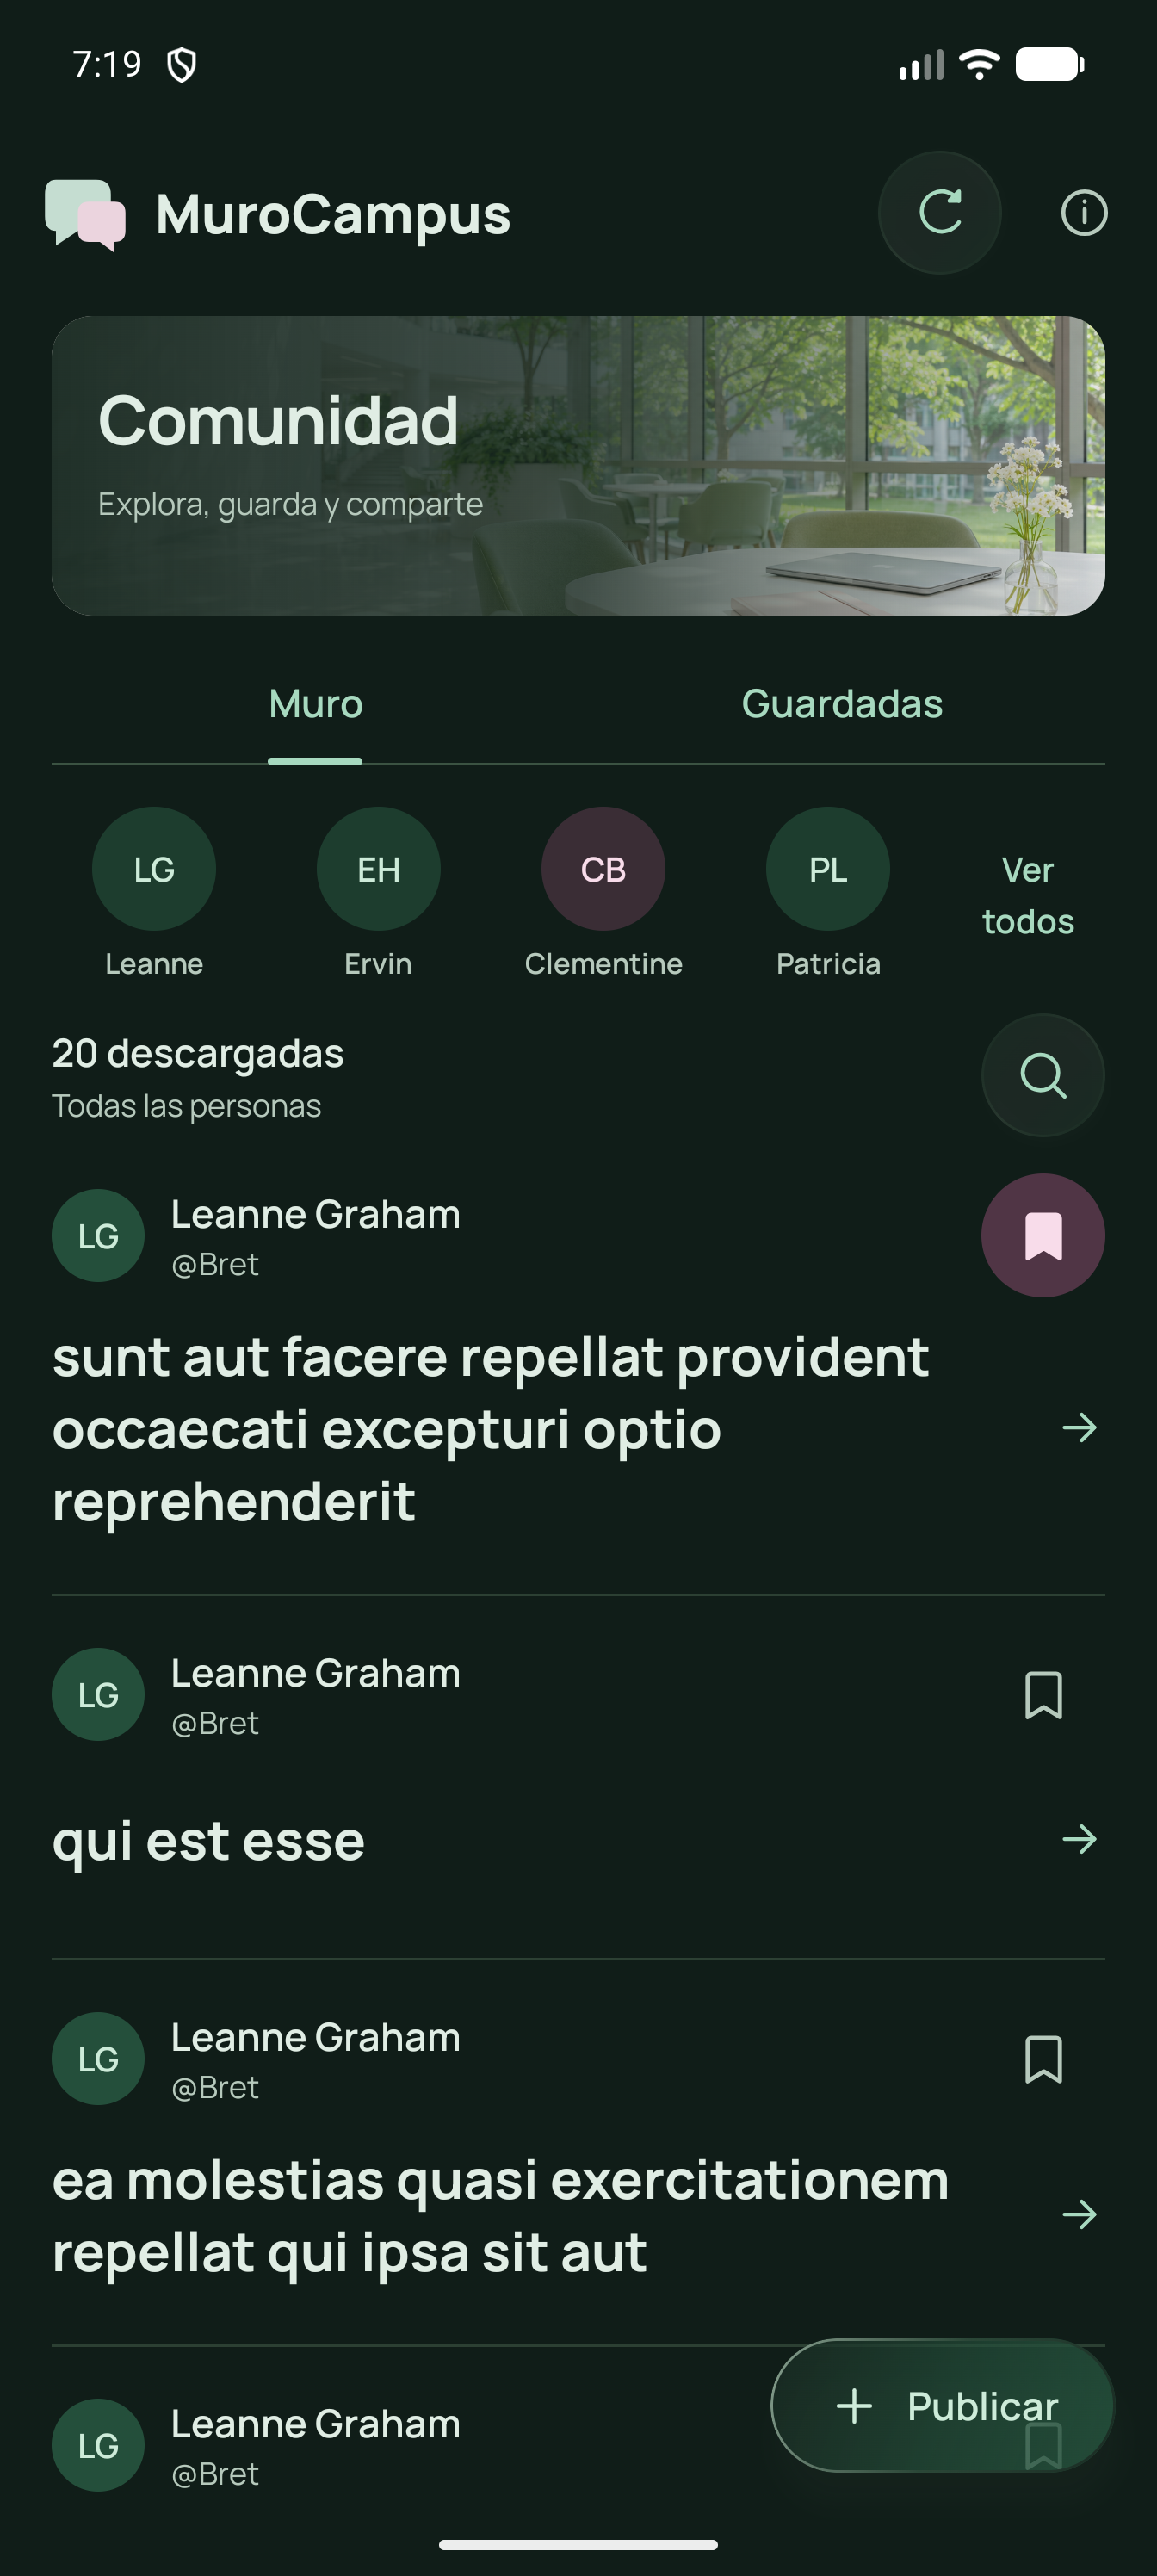 7:19
MuroCampus
Comunidad
Explora, guarda y comparte
Muro
Guardadas
LG
EH
CB
PL
Ver
todos
Leanne
Ervin
Clementine
Patricia
20 descargadas
Todas las personas
LG
Leanne Graham
@Bret
sunt aut facere repellat provident
occaecati excepturi optio
reprehenderit
LG
Leanne Graham
@Bret
qui est esse
LG
Leanne Graham
@Bret
ea molestias quasi exercitationem
repellat qui ipsa sit aut
Publicar
LG
Leanne Graham
@Bret